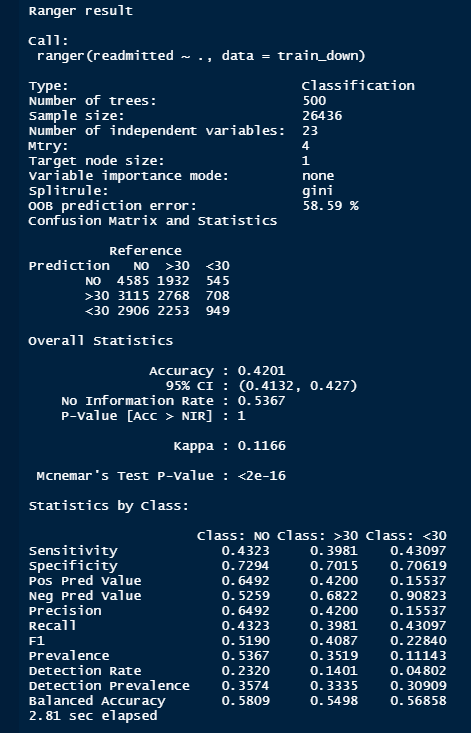 Ranger result
Call:
ranger(readmitted ~ ., data = train_down)
Type: Classification
Number of trees: 500
Sample size: 26436
Number of independent variables: 23
Mtry: 4
Target node size: 1
Variable importance mode: none
Splitrule: gini
OOB prediction error: 58.59 %
Confusion Matrix and Statistics
Reference
Prediction NO >30 <30
NO 4585 1932 545
>30 3115 2768 708
<30 2906 2253 949
Overall Statistics
Accuracy : 0.4201
95% CI : (0.4132, 0.427)
No Information Rate : 0.5367
P-Value [Acc > NIR] : 1
Kappa : 0.1166
Mcnemar's Test P-Value : <2e-16
Statistics by Class:
Class: NO Class: >30 Class: <30
Sensitivity 0.4323 0.3981 0.43097
Specificity 0.7294 0.7015 0.70619
Pos Pred Value 0.6492 0.4200 0.15537
Neg Pred Value 0.5259 0.6822 0.90823
Precision 0.6492 0.4200 0.15537
Recall 0.4323 0.3981 0.43097
F1 0.5190 0.4087 0.22840
Prevalence 0.5367 0.3519 0.11143
Detection Rate 0.2320 0.1401 0.04802
Detection Prevalence 0.3574 0.3335 0.30909
Balanced Accuracy 0.5809 0.5498 0.56858
2.81 sec elapsed